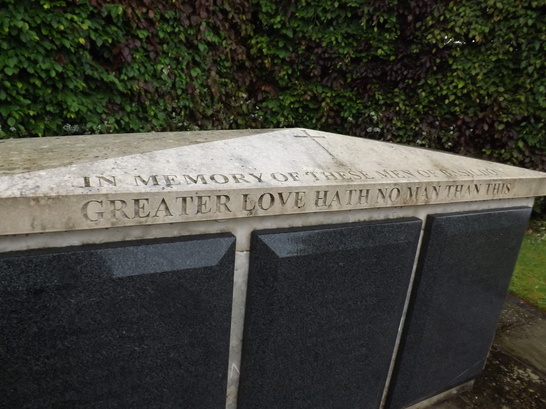 IN MEMORY OF THESE MEN OF
GREATER LOVE HATH NO MAN THAN THIS